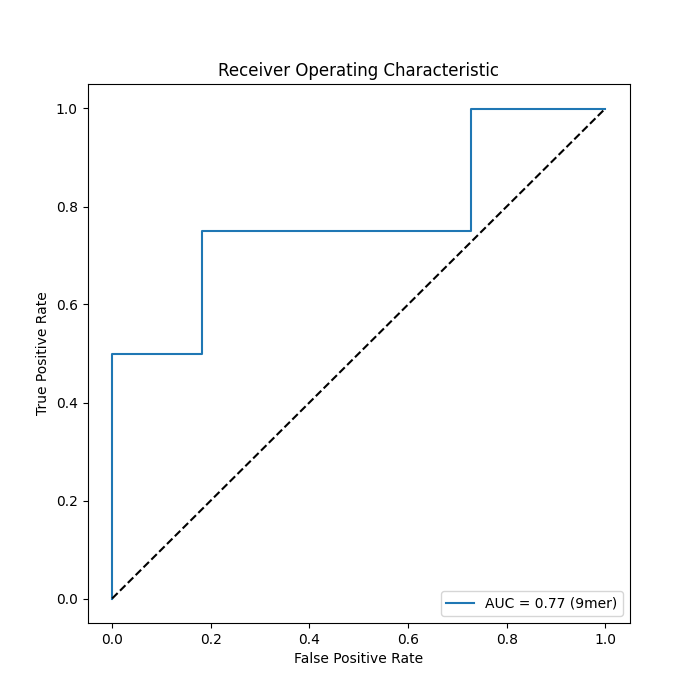 Receiver Operating Characteristic
1.0
0.8
0.6
0.4
0.2
0.0
True Positive Rate
AUC = 0.77 (9mer)
0.0 0.2 0.4 0.6 0.8 1.0
False Positive Rate